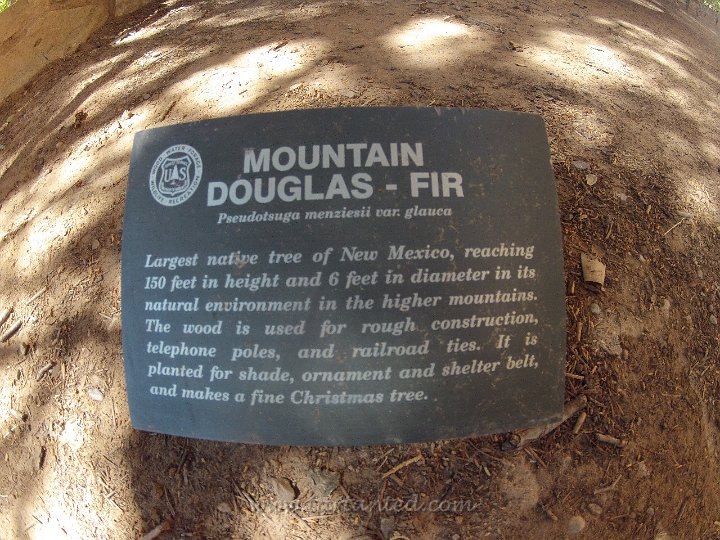 MOUNTAIN
DOUGLAS - FIR
Pseudotsuga menziesii var. glauca
Largest native tree of New Mexico, reaching
150 feet in height and 6 feet in diameter in its
natural environment in the higher mountains.
The wood is used for rough construction,
telephone poles, and railroad ties. It is
planted for shade, ornament and shelter belt,
and makes a fine Christmas tree.